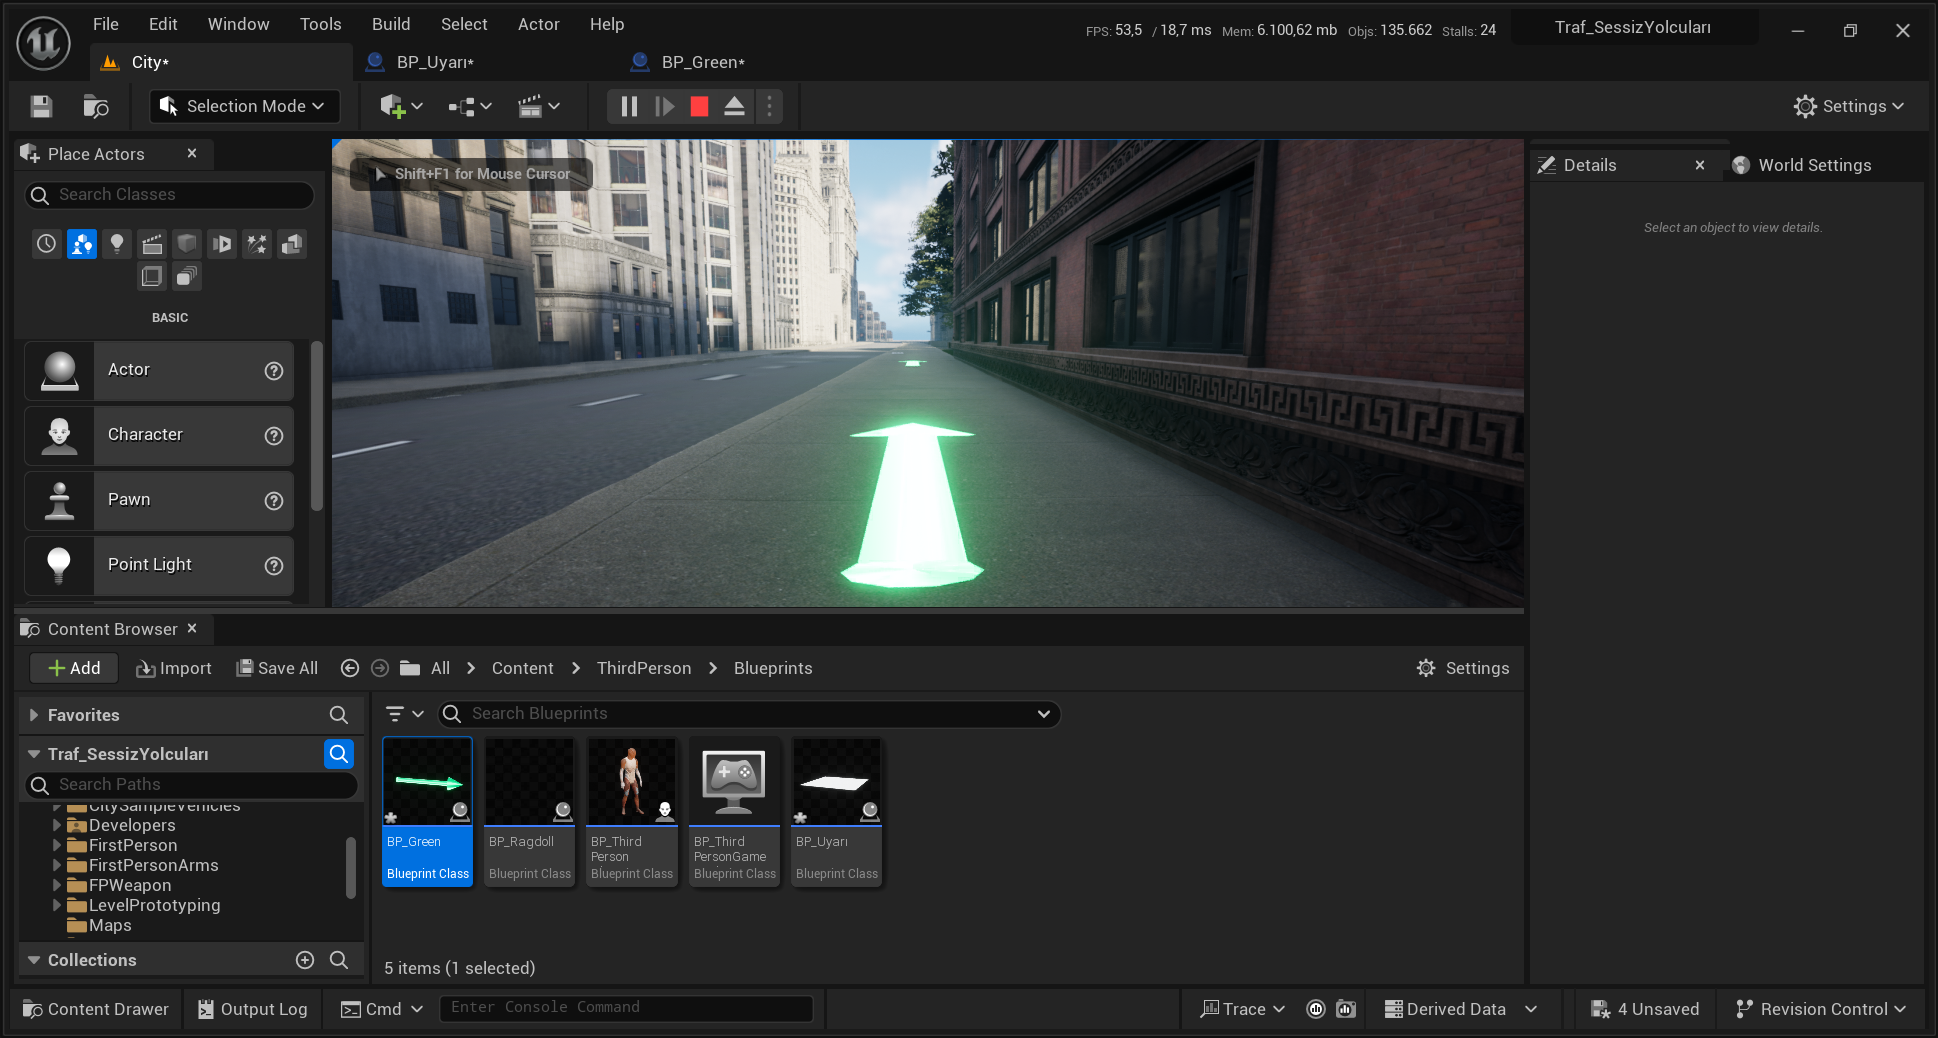 File Edit Window Tools Build Select Actor Help
FPS: 53,5 / 18,7 ms Mem: 6.100,62 mb Objs: 135.662 Stalls: 24
Traf_SessizYolcuları
City* BP_Uyarı* BP_Green*
Selection Mode
Settings
Place Actors
Search Classes
BASIC
Actor
Character
Pawn
Point Light
Shift+F1 for Mouse Cursor
Details World Settings
Select an object to view details.
Content Browser
Add Import Save All All Content ThirdPerson Blueprints Settings
Favorites
Traf_SessizYolcuları
Search Paths
CitySampleVehicles
Developers
FirstPerson
FirstPersonArms
FPWeapon
LevelPrototyping
Maps
Collections
Search Blueprints
BP_Green
Blueprint Class
BP_Ragdoll
Blueprint Class
BP_Third
Person
Blueprint Class
BP_Third
PersonGame
Blueprint Class
BP_Uyarı
Blueprint Class
5 items (1 selected)
Content Drawer Output Log Cmd Enter Console Command Trace Derived Data 4 Unsaved Revision Control